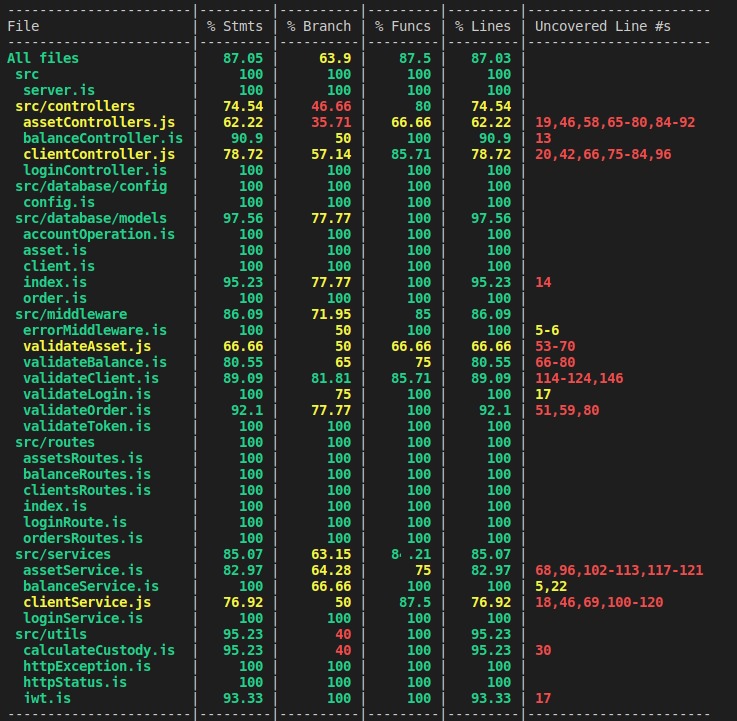 File | % Stmts | % Branch | % Funcs | % Lines | Uncovered Line #s
All files | 87.05 | 63.9 | 87.5 | 87.03 |
src | 100 | 100 | 100 | 100 |
server.is | 100 | 100 | 100 | 100 |
src/controllers | 74.54 | 46.66 | 80 | 74.54 |
assetControllers.js | 62.22 | 35.71 | 66.66 | 62.22 | 19,46,58,65-80,84-92
balanceController.is | 90.9 | 50 | 100 | 90.9 | 13
clientController.js | 78.72 | 57.14 | 85.71 | 78.72 | 20,42,66,75-84,96
loginController.is | 100 | 100 | 100 | 100 |
src/database/config | 100 | 100 | 100 | 100 |
config.is | 100 | 100 | 100 | 100 |
src/database/models | 97.56 | 77.77 | 100 | 97.56 |
accountOperation.is | 100 | 100 | 100 | 100 |
asset.is | 100 | 100 | 100 | 100 |
client.is | 100 | 100 | 100 | 100 |
index.is | 95.23 | 77.77 | 100 | 95.23 | 14
order.is | 100 | 100 | 100 | 100 |
src/middleware | 86.09 | 71.95 | 85 | 86.09 |
errorMiddleware.is | 100 | 50 | 100 | 100 | 5-6
validateAsset.js | 66.66 | 50 | 66.66 | 66.66 | 53-70
validateBalance.is | 80.55 | 65 | 75 | 80.55 | 66-80
validateClient.is | 89.09 | 81.81 | 85.71 | 89.09 | 114-124,146
validateLogin.is | 100 | 75 | 100 | 100 | 17
validateOrder.is | 92.1 | 77.77 | 100 | 92.1 | 51,59,80
validateToken.is | 100 | 100 | 100 | 100 |
src/routes | 100 | 100 | 100 | 100 |
assetsRoutes.is | 100 | 100 | 100 | 100 |
balanceRoutes.is | 100 | 100 | 100 | 100 |
clientsRoutes.is | 100 | 100 | 100 | 100 |
index.is | 100 | 100 | 100 | 100 |
loginRoute.is | 100 | 100 | 100 | 100 |
ordersRoutes.is | 100 | 100 | 100 | 100 |
src/services | 85.07 | 63.15 | 84.21 | 85.07 |
assetService.is | 82.97 | 64.28 | 75 | 82.97 | 68,96,102-113,117-121
balanceService.is | 100 | 66.66 | 100 | 100 | 5,22
clientService.js | 76.92 | 50 | 87.5 | 76.92 | 18,46,69,100-120
loginService.is | 100 | 100 | 100 | 100 |
src/utils | 95.23 | 40 | 100 | 95.23 |
calculateCustody.is | 95.23 | 40 | 100 | 95.23 | 30
httpException.is | 100 | 100 | 100 | 100 |
httpStatus.is | 100 | 100 | 100 | 100 |
iwt.is | 93.33 | 100 | 100 | 93.33 | 17